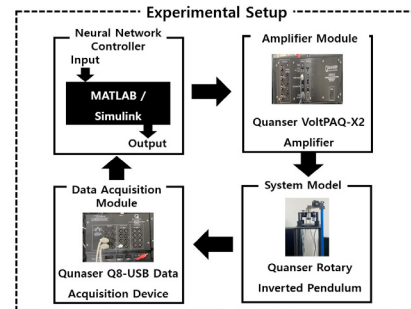 Experimental Setup
Neural Network
Controller
Input
MATLAB /
Simulink
Output
Amplifier Module
Quanser VoltPAQ-X2
Amplifier
Data Acquisition
Module
Qunaser Q8-USB Data
Acquisition Device
System Model
Quanser Rotary
Inverted Pendulum